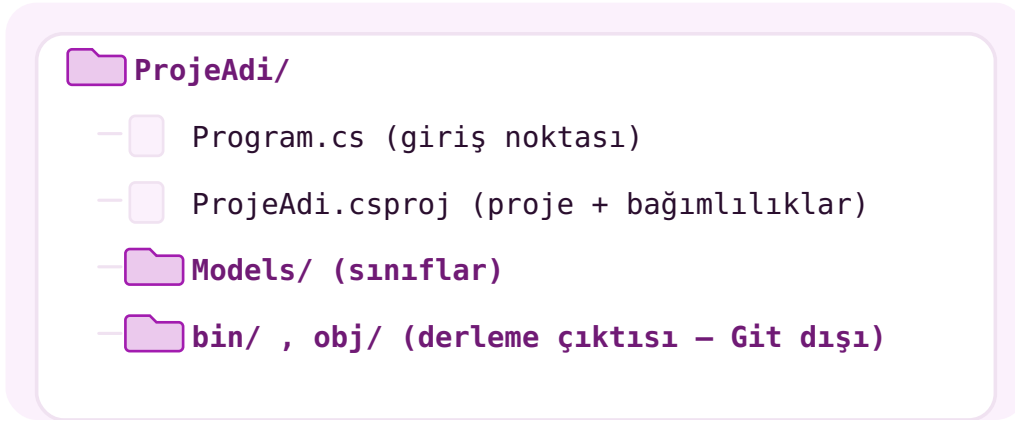 ProjeAdi/
Program.cs (giriş noktası)
ProjeAdi.csproj (proje + bağımlılıklar)
Models/ (sınıflar)
bin/ , obj/ (derleme çıktısı — Git dışı)